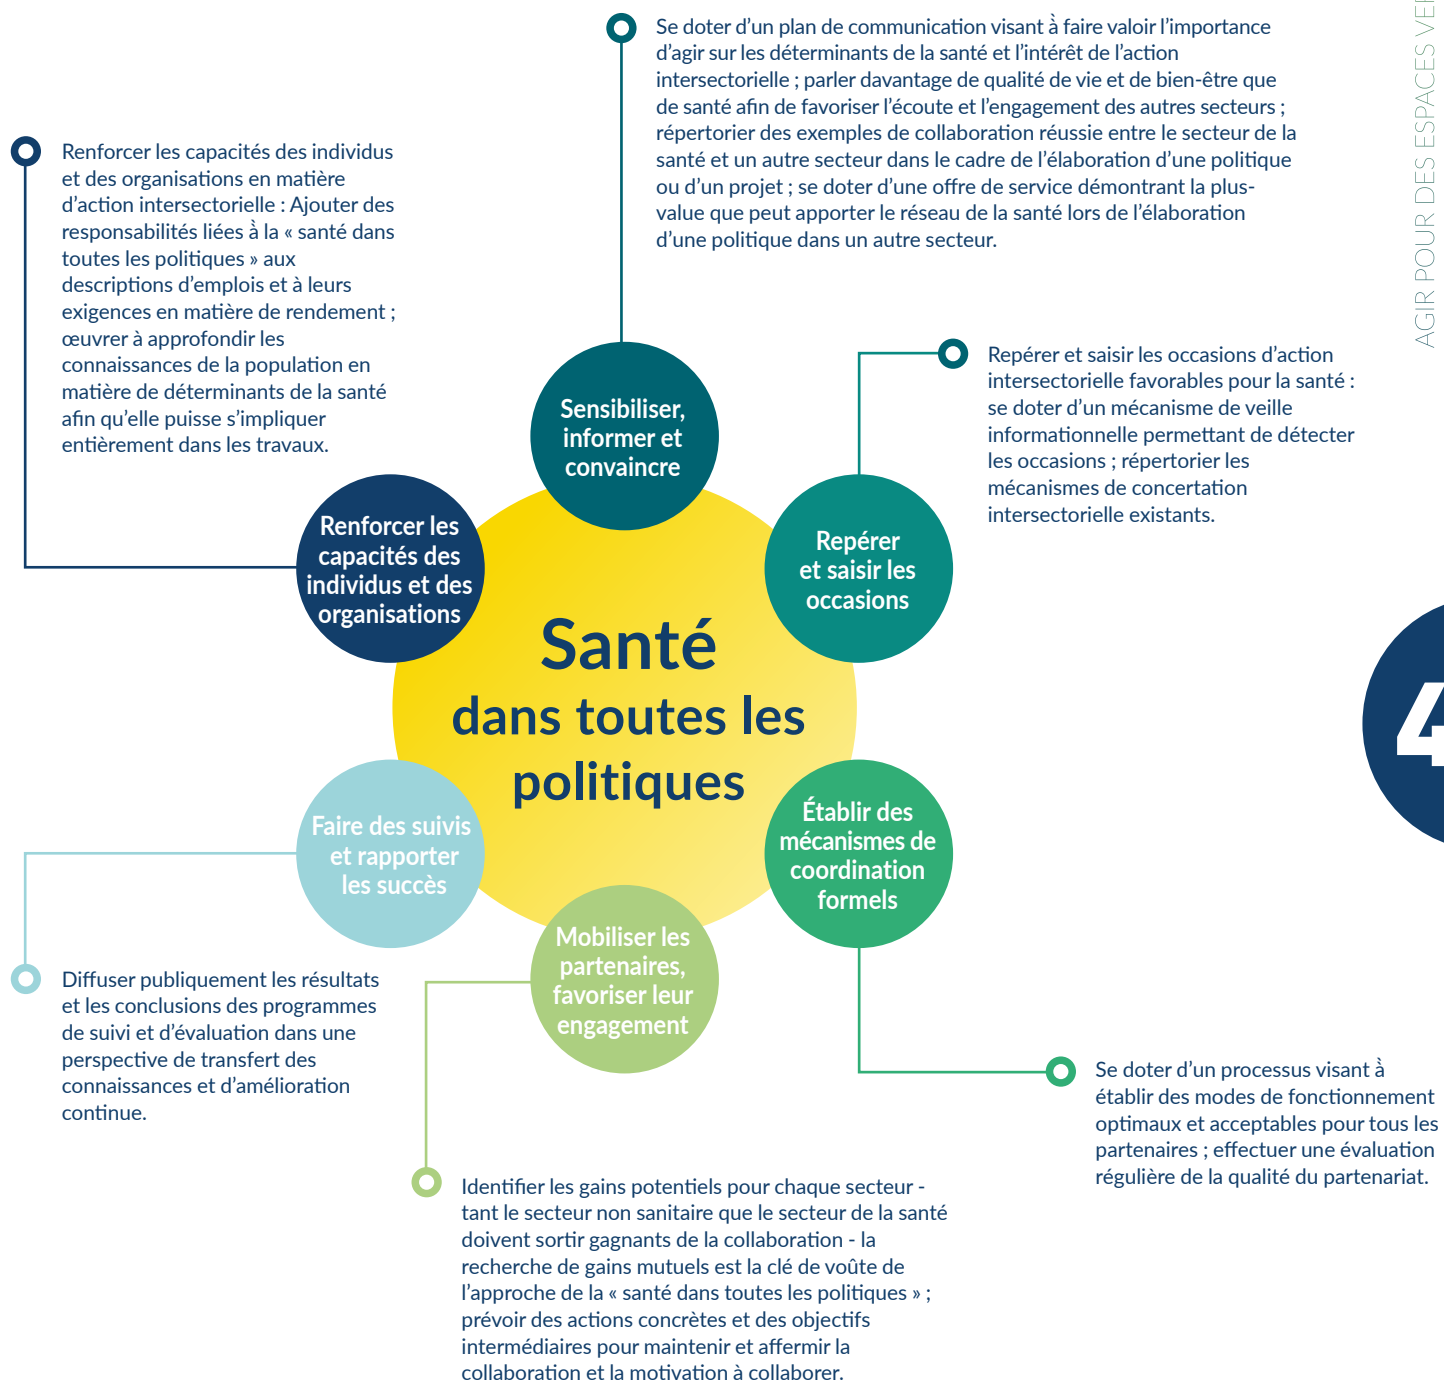 Se doter d’un plan de communication visant à faire valoir l’importance
d’agir sur les déterminants de la santé et l’intérêt de l’action
intersectorielle ; parler davantage de qualité de vie et de bien-être que
de santé afin de favoriser l’écoute et l’engagement des autres secteurs ;
répertorier des exemples de collaboration réussie entre le secteur de la
santé et un autre secteur dans le cadre de l’élaboration d’une politique
ou d’un projet ; se doter d’une offre de service démontrant la plus-
value que peut apporter le réseau de la santé lors de l’élaboration
d’une politique dans un autre secteur.
Renforcer les capacités des individus
et des organisations en matière
d’action intersectorielle : Ajouter des
responsabilités liées à la « santé dans
toutes les politiques » aux
descriptions d’emplois et à leurs
exigences en matière de rendement ;
œuvrer à approfondir les
connaissances de la population en
matière de déterminants de la santé
afin qu’elle puisse s’impliquer
entièrement dans les travaux.
Repérer et saisir les occasions d’action
intersectorielle favorables pour la santé :
se doter d’un mécanisme de veille
informationnelle permettant de détecter
les occasions ; répertorier les
mécanismes de concertation
intersectorielle existants.
Sensibiliser,
informer et
convaincre
Renforcer les
capacités des
individus et des
organisations
Repérer
et saisir les
occasions
Santé
dans toutes les
politiques
Faire des suivis
et rapporter
les succès
Établir des
mécanismes de
coordination
formels
Mobiliser les
partenaires,
favoriser leur
engagement
Diffuser publiquement les résultats
et les conclusions des programmes
de suivi et d’évaluation dans une
perspective de transfert des
connaissances et d’amélioration
continue.
Se doter d’un processus visant à
établir des modes de fonctionnement
optimaux et acceptables pour tous les
partenaires ; effectuer une évaluation
régulière de la qualité du partenariat.
Identifier les gains potentiels pour chaque secteur -
tant le secteur non sanitaire que le secteur de la santé
doivent sortir gagnants de la collaboration - la
recherche de gains mutuels est la clé de voûte de
l’approche de la « santé dans toutes les politiques » ;
prévoir des actions concrètes et des objectifs
intermédiaires pour maintenir et affermir la
collaboration et la motivation à collaborer.
AGIR POUR DES ESPACES